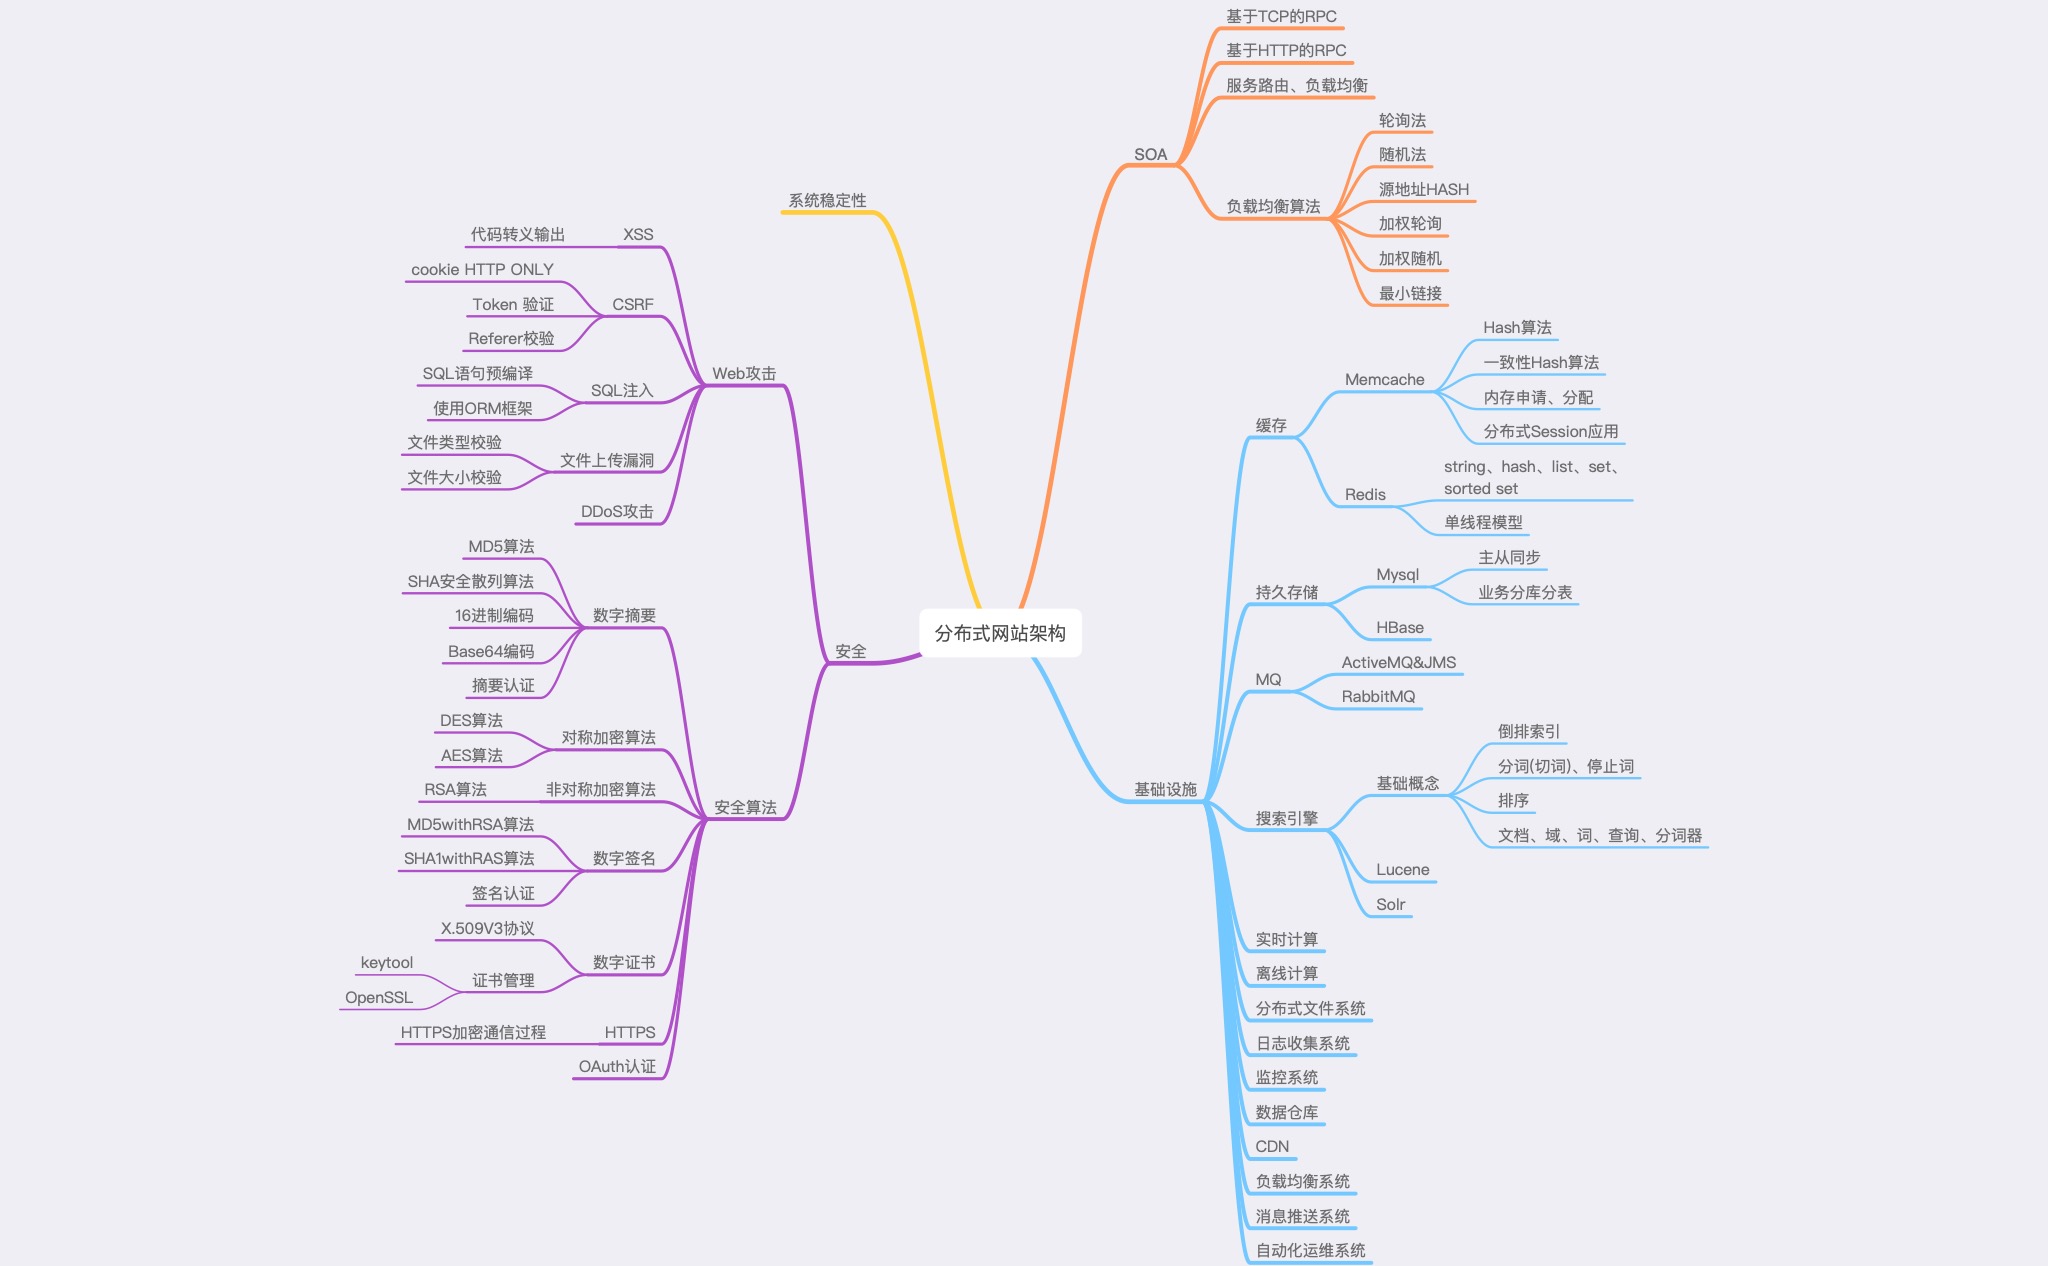 分布式网站架构
SOA
基于TCP的RPC
基于HTTP的RPC
服务路由、负载均衡
负载均衡算法
轮询法
随机法
源地址HASH
加权轮询
加权随机
最小链接
基础设施
缓存
Memcache
Hash算法
一致性Hash算法
内存申请、分配
分布式Session应用
Redis
string、hash、list、set、
sorted set
单线程模型
持久存储
Mysql
主从同步
业务分库分表
HBase
MQ
ActiveMQ&JMS
RabbitMQ
搜索引擎
基础概念
倒排索引
分词(切词)、停止词
排序
文档、域、词、查询、分词器
Lucene
Solr
实时计算
离线计算
分布式文件系统
日志收集系统
监控系统
数据仓库
CDN
负载均衡系统
消息推送系统
自动化运维系统
系统稳定性
安全
Web攻击
XSS
代码转义输出
CSRF
cookie HTTP ONLY
Token 验证
Referer校验
SQL注入
SQL语句预编译
使用ORM框架
文件上传漏洞
文件类型校验
文件大小校验
DDoS攻击
安全算法
数字摘要
MD5算法
SHA安全散列算法
16进制编码
Base64编码
摘要认证
对称加密算法
DES算法
AES算法
非对称加密算法
RSA算法
数字签名
MD5withRSA算法
SHA1withRAS算法
签名认证
数字证书
X.509V3协议
证书管理
keytool
OpenSSL
HTTPS
HTTPS加密通信过程
OAuth认证